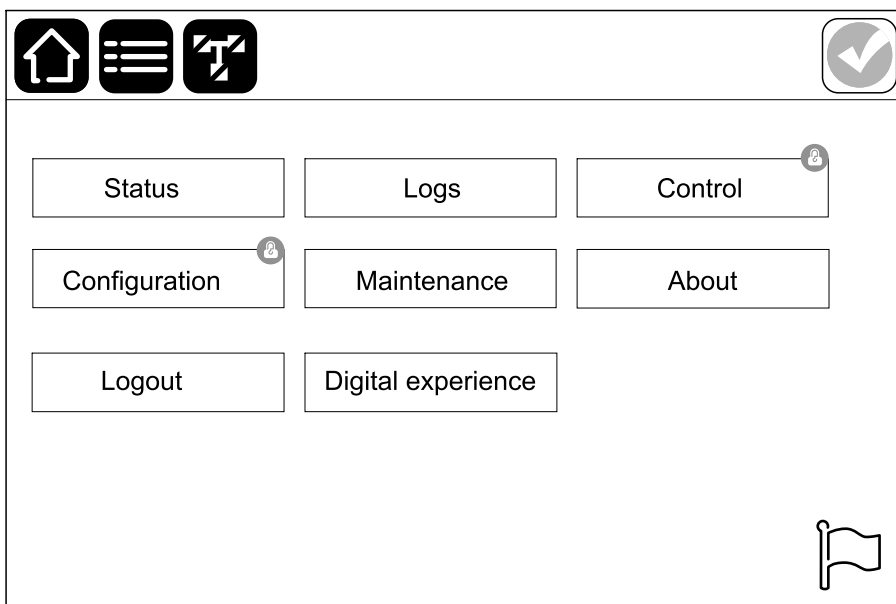 Status
Logs
Control
Configuration
Maintenance
About
Logout
Digital experience